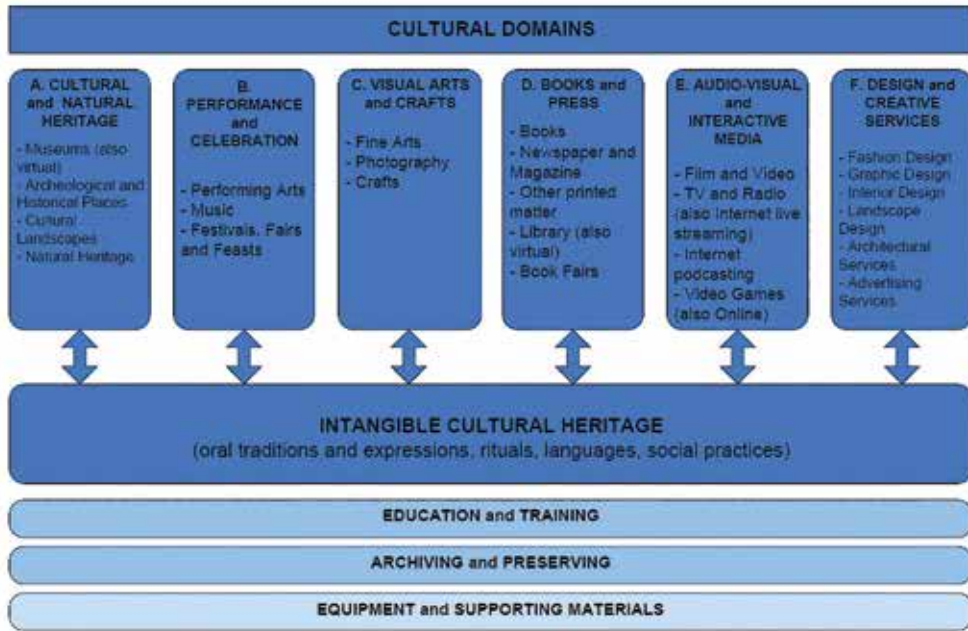 CULTURAL DOMAINS
A. CULTURAL
and NATURAL
HERITAGE
- Museums (also
virtual)
- Archeological and
Historical Places
- Cultural
Landscapes
- Natural Heritage
B.
PERFORMANCE
and
CELEBRATION
- Performing Arts
- Music
- Festivals, Fairs
and Feasts
C. VISUAL ARTS
and CRAFTS
- Fine Arts
- Photography
- Crafts
D. BOOKS and
PRESS
- Books
- Newspaper and
Magazine
- Other printed
matter
- Library (also
virtual)
- Book Fairs
E. AUDIO-VISUAL
and
INTERACTIVE
MEDIA
- Film and Video
- TV and Radio
(also Internet live
streaming)
- Internet
podcasting
- Video Games
(also Online)
F. DESIGN and
CREATIVE
SERVICES
- Fashion Design
- Graphic Design
- Interior Design
- Landscape
Design
- Architectural
Services
- Advertising
Services
INTANGIBLE CULTURAL HERITAGE
(oral traditions and expressions, rituals, languages, social practices)
EDUCATION and TRAINING
ARCHIVING and PRESERVING
EQUIPMENT and SUPPORTING MATERIALS